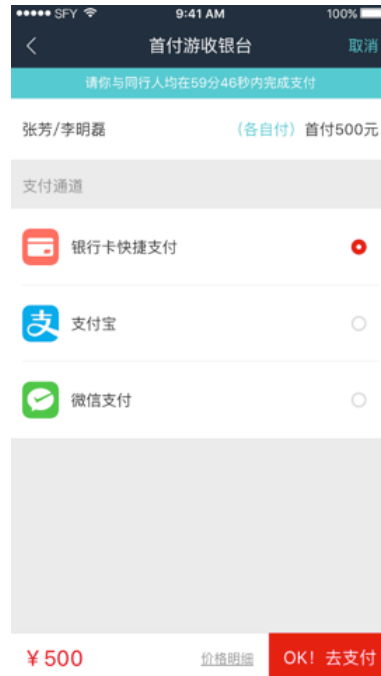 SFY 9:41 AM 100%
首付游收银台 取消
请你与同行人均在59分46秒内完成支付
张芳/李明磊 (各自付) 首付500元
支付通道
银行卡快捷支付
支 支付宝
微信支付
¥500 价格明细 OK! 去支付